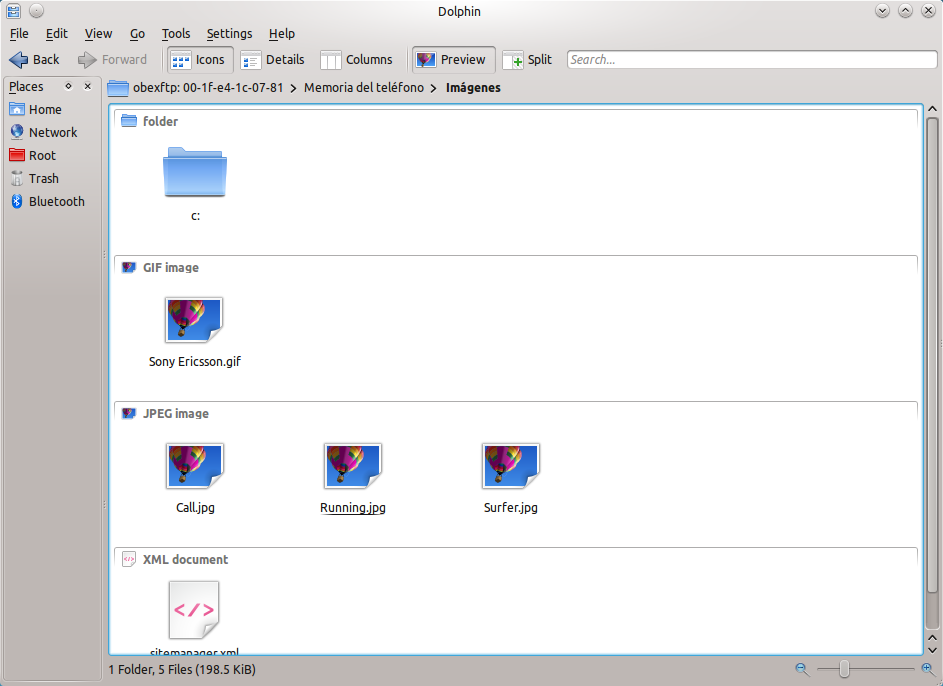 Dolphin
File Edit View Go Tools Settings Help
Back Forward Icons Details Columns Preview Split Search...
Places
obexftp: 00-1f-e4-1c-07-81 > Memoria del teléfono > Imágenes
Home
Network
Root
Trash
Bluetooth
folder
c:
GIF image
Sony Ericsson.gif
JPEG image
Call.jpg Running.jpg Surfer.jpg
XML document
</>
sitemanager.xml
1 Folder, 5 Files (198.5 KiB)